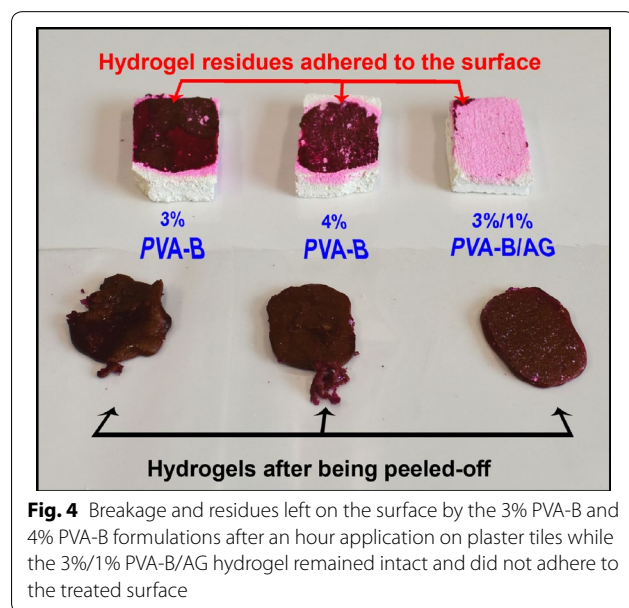 Hydrogel residues adhered to the surface
3%
PVA-B
4%
PVA-B
3%/1%
PVA-B/AG
Hydrogels after being peeled-off
Fig. 4 Breakage and residues left on the surface by the 3% PVA-B and
4% PVA-B formulations after an hour application on plaster tiles while
the 3%/1% PVA-B/AG hydrogel remained intact and did not adhere to
the treated surface